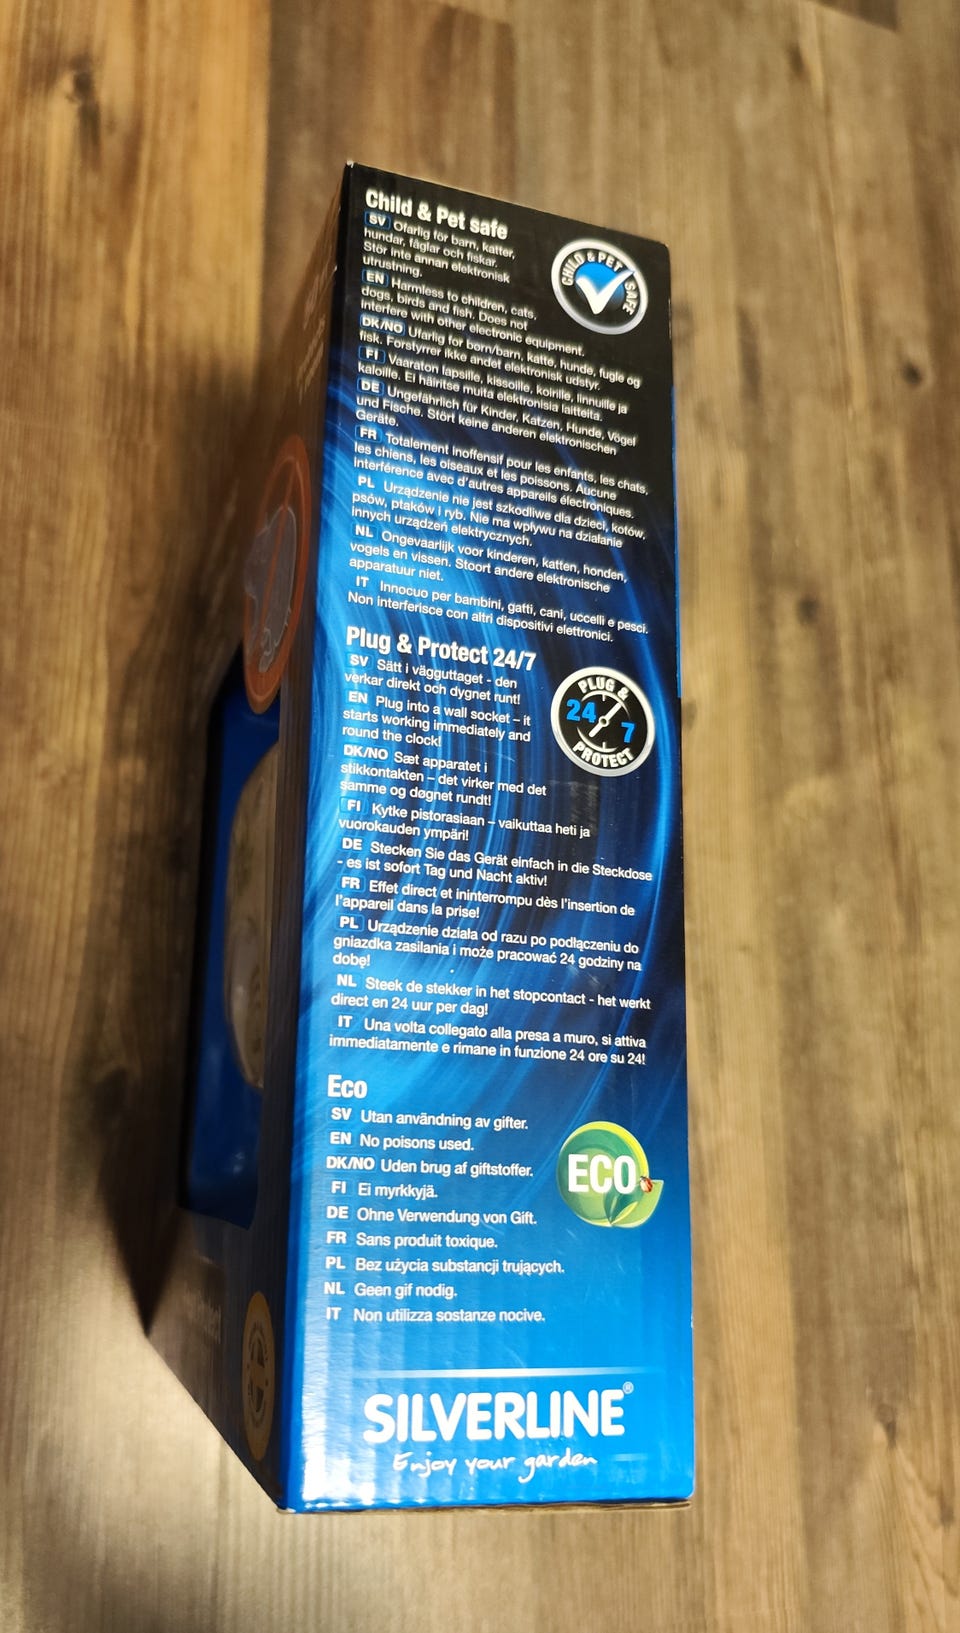 Child & Pet safe
SV Ofarlig för barn, katter,
hundar, fåglar och fiskar.
Stör inte annan elektronisk
utrustning.
EN Harmless to children, cats,
dogs, birds and fish. Does not
interfere with other electronic equipment.
DK/NO Ufarlig for børn/barn, katte, hunde, fugle og
fisk. Forstyrrer ikke andet elektronisk udstyr.
FI Vaaraton lapsille, kissoille, koirille, linnuille ja
kaloille. Ei häiritse muita elektronisia laitteita.
DE Ungefährlich für Kinder, Katzen, Hunde, Vögel
und Fische. Stört keine anderen elektronischen
Geräte.
FR Totalement inoffensif pour les enfants, les chats,
les chiens, les oiseaux et les poissons. Aucune
interférence avec d'autres appareils électroniques.
PL Urządzenie nie jest szkodliwe dla dzieci, kotów,
psów, ptaków i ryb. Nie ma wpływu na działanie
innych urządzeń elektrycznych.
NL Ongevaarlijk voor kinderen, katten, honden,
vogels en vissen. Stoort andere elektronische
apparatuur niet.
IT Innocuo per bambini, gatti, cani, uccelli e pesci.
Non interferisce con altri dispositivi elettronici.
CHILD & PET SAFE
Plug & Protect 24/7
SV Sätt i vägguttaget - den
verkar direkt och dygnet runt!
EN Plug into a wall socket – it
starts working immediately and
round the clock!
DK/NO Sæt apparatet i
stikkontakten – det virker med det
samme og døgnet rundt!
FI Kytke pistorasiaan – vaikuttaa heti ja
vuorokauden ympäri!
DE Stecken Sie das Gerät einfach in die Steckdose
- es ist sofort Tag und Nacht aktiv!
FR Effet direct et ininterrompu dès l'insertion de
l'appareil dans la prise!
PL Urządzenie dziala od razu po podłączeniu do
gniazdka zasilania i może pracować 24 godziny na
dobę!
NL Steek de stekker in het stopcontact - het werkt
direct en 24 uur per dag!
IT Una volta collegato alla presa a muro, si attiva
immediatamente e rimane in funzione 24 ore su 24!
PLUG &
24 7
PROTECT
Eco
SV Utan användning av gifter.
EN No poisons used.
DK/NO Uden brug af giftstoffer.
FI Ei myrkkyjä.
DE Ohne Verwendung von Gift.
FR Sans produit toxique.
PL Bez użycia substancji trujących.
NL Geen gif nodig.
IT Non utilizza sostanze nocive.
ECO
SILVERLINE®
Enjoy your garden